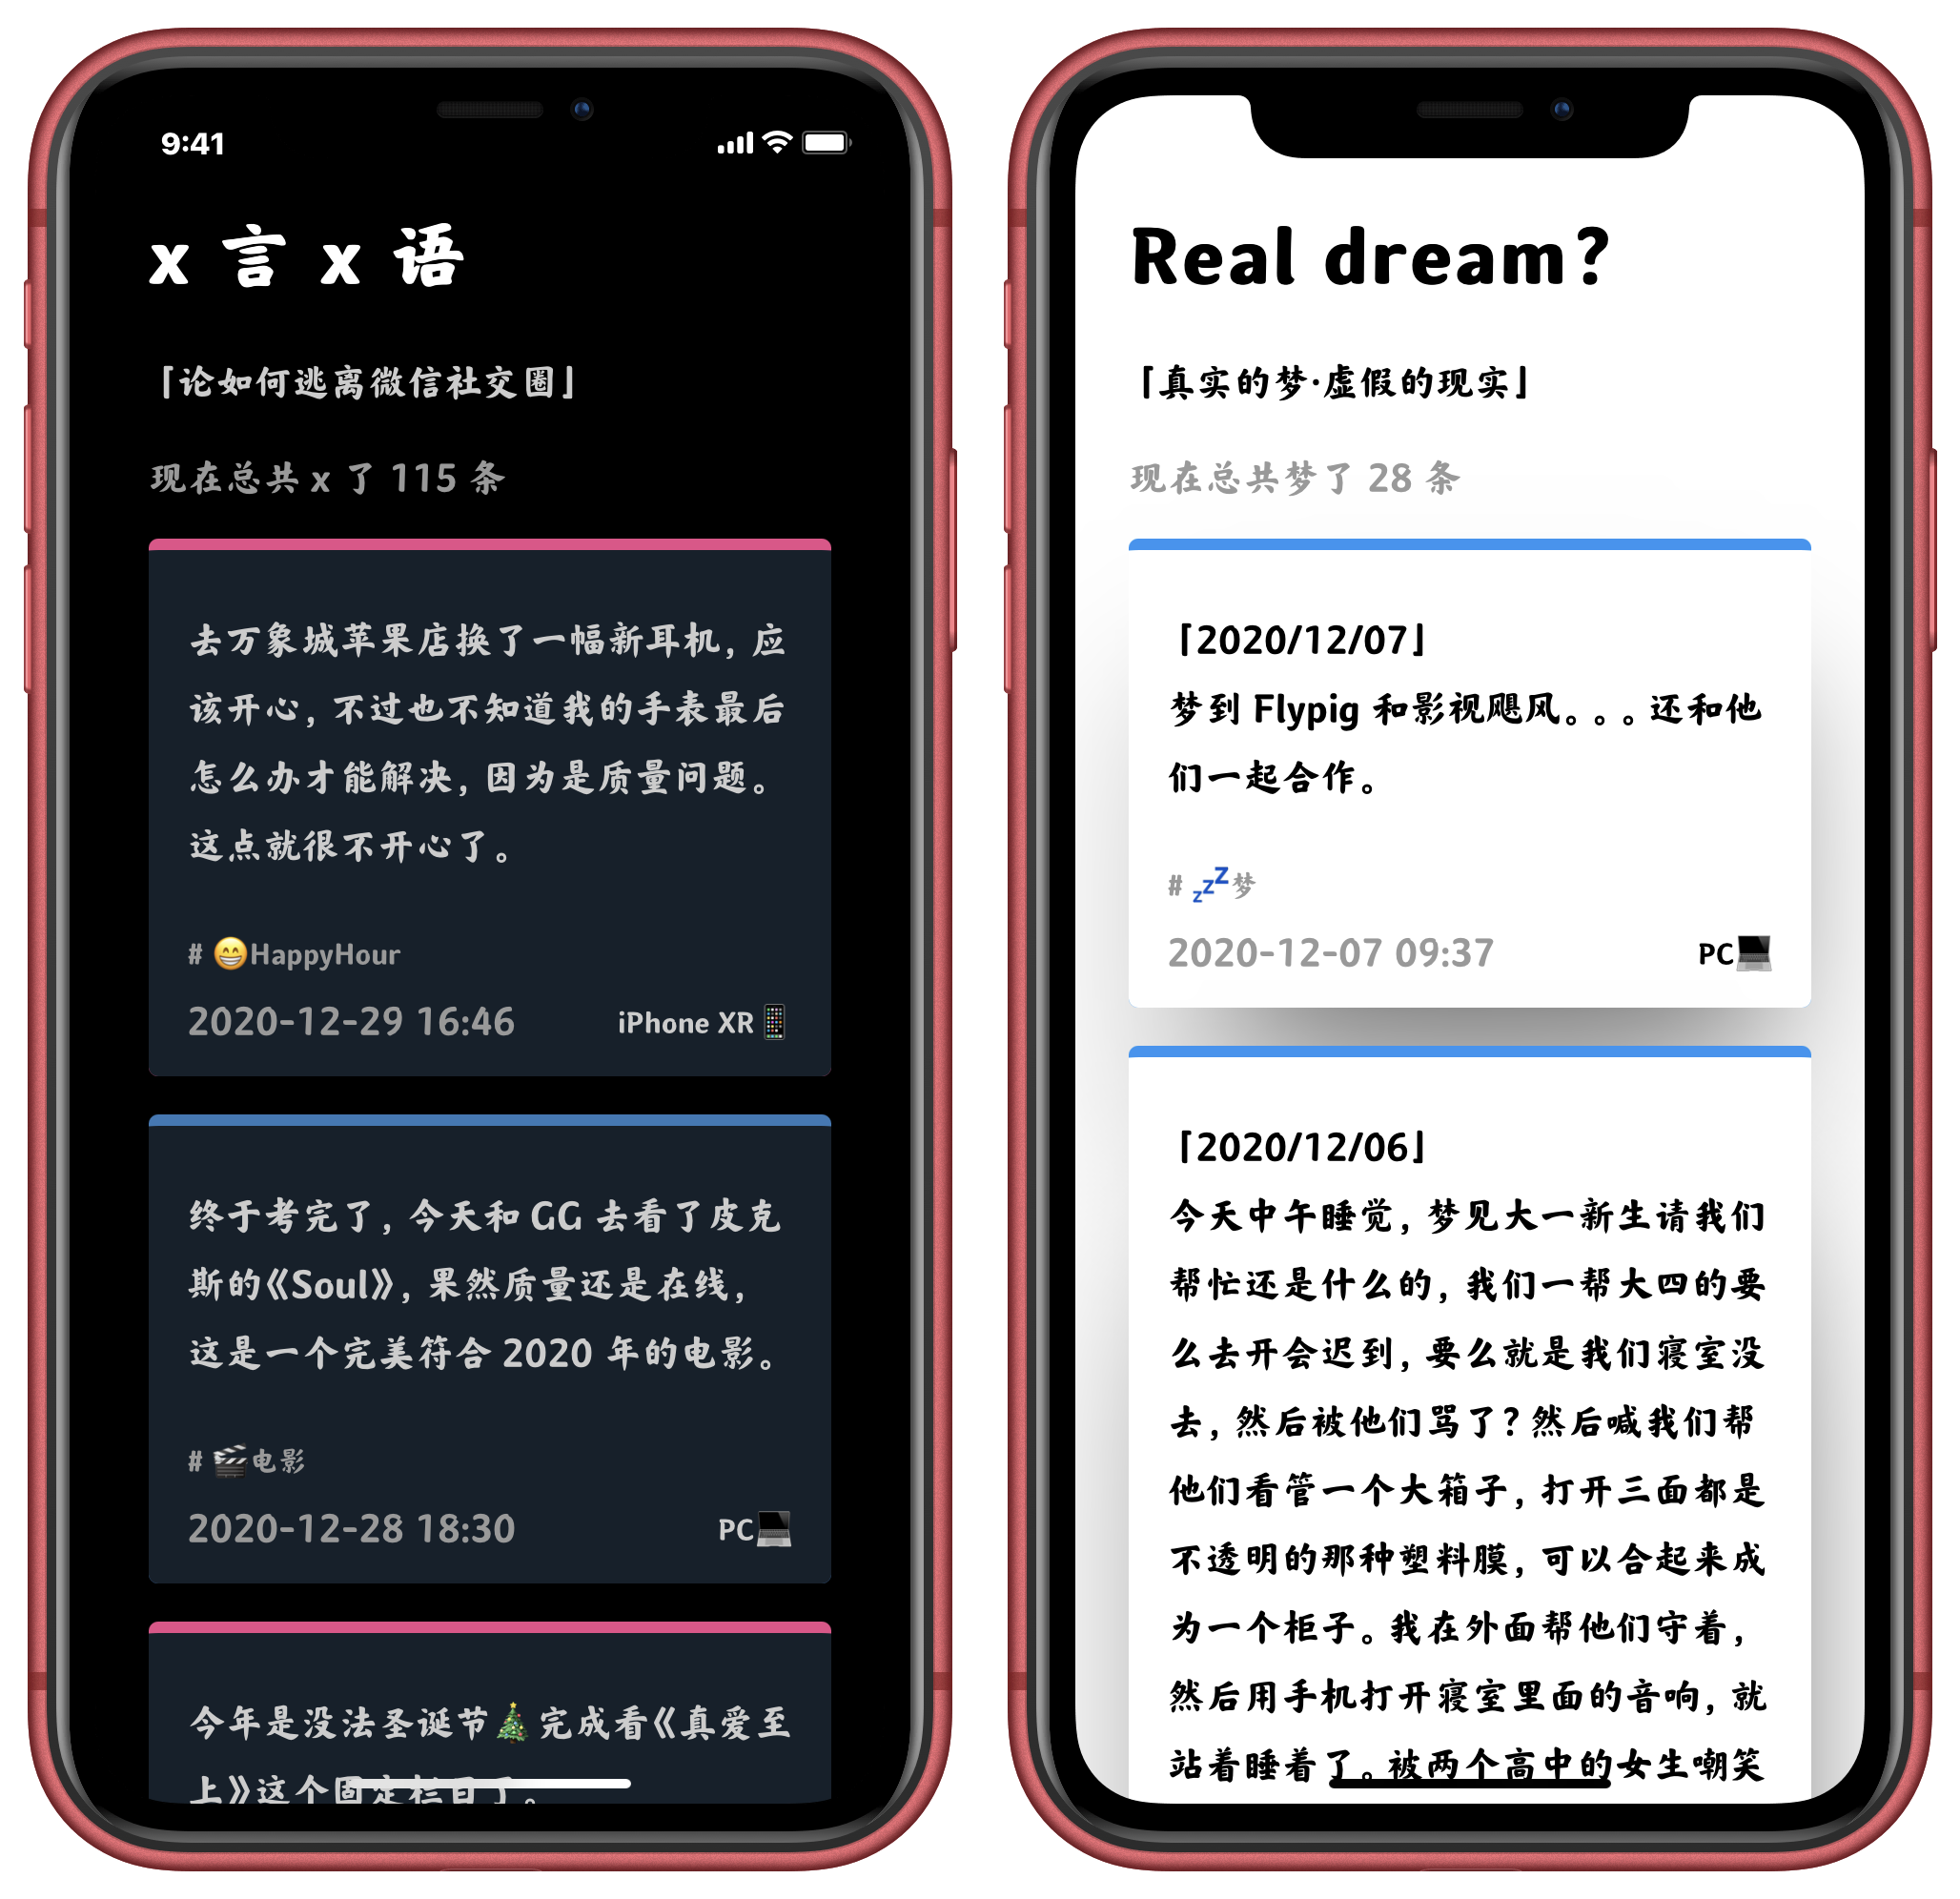 9:41
x 言 x 语
「论如何逃离微信社交圈」
现在总共 x 了 115 条
去万象城苹果店换了一幅新耳机,应
该开心,不过也不知道我的手表最后
怎么办才能解决,因为是质量问题。
这点就很不开心了。
# 😁HappyHour
2020-12-29 16:46 iPhone XR📱
终于考完了,今天和 GG 去看了皮克
斯的《Soul》,果然质量还是在线,
这是一个完美符合 2020 年的电影。
# 🎬电影
2020-12-28 18:30 PC💻
今年是没法圣诞节🎄完成看《真爱至
上》这个固定栏目了。
Real dream?
「真实的梦·虚假的现实」
现在总共梦了 28 条
「2020/12/07」
梦到 Flypig 和影视飓风。。。还和他
们一起合作。
# 💤梦
2020-12-07 09:37 PC💻
「2020/12/06」
今天中午睡觉,梦见大一新生请我们
帮忙还是什么的,我们一帮大四的要
么去开会迟到,要么就是我们寝室没
去,然后被他们骂了?然后喊我们帮
他们看管一个大箱子,打开三面都是
不透明的那种塑料膜,可以合起来成
为一个柜子。我在外面帮他们守着,
然后用手机打开寝室里面的音响,就
站着睡着了。被两个高中的女生嘲笑